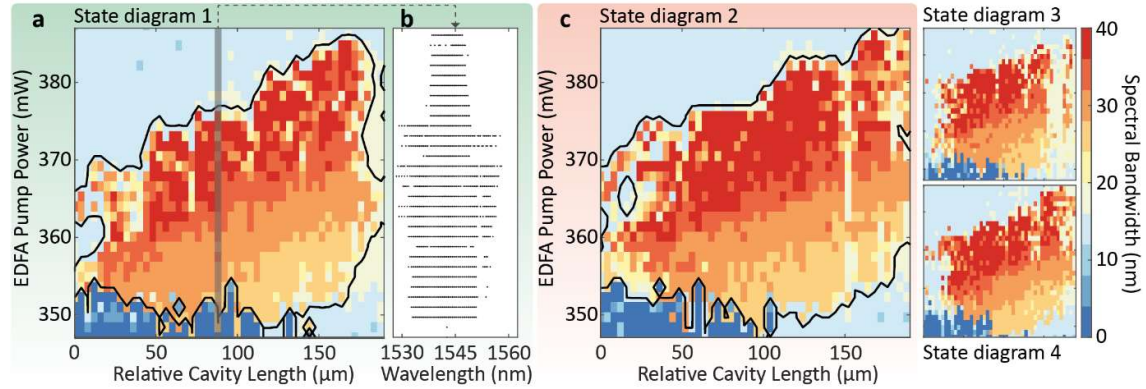 a
State diagram 1
b
c
State diagram 2
State diagram 3
EDFA Pump Power (mW)
380
370
360
350
0
50
100
150
Relative Cavity Length (μm)
1530
1545
1560
Wavelength (nm)
EDFA Pump Power (mW)
380
370
360
350
0
50
100
150
Relative Cavity Length (μm)
State diagram 4
40
30
20
10
0
Spectral Bandwidth (nm)